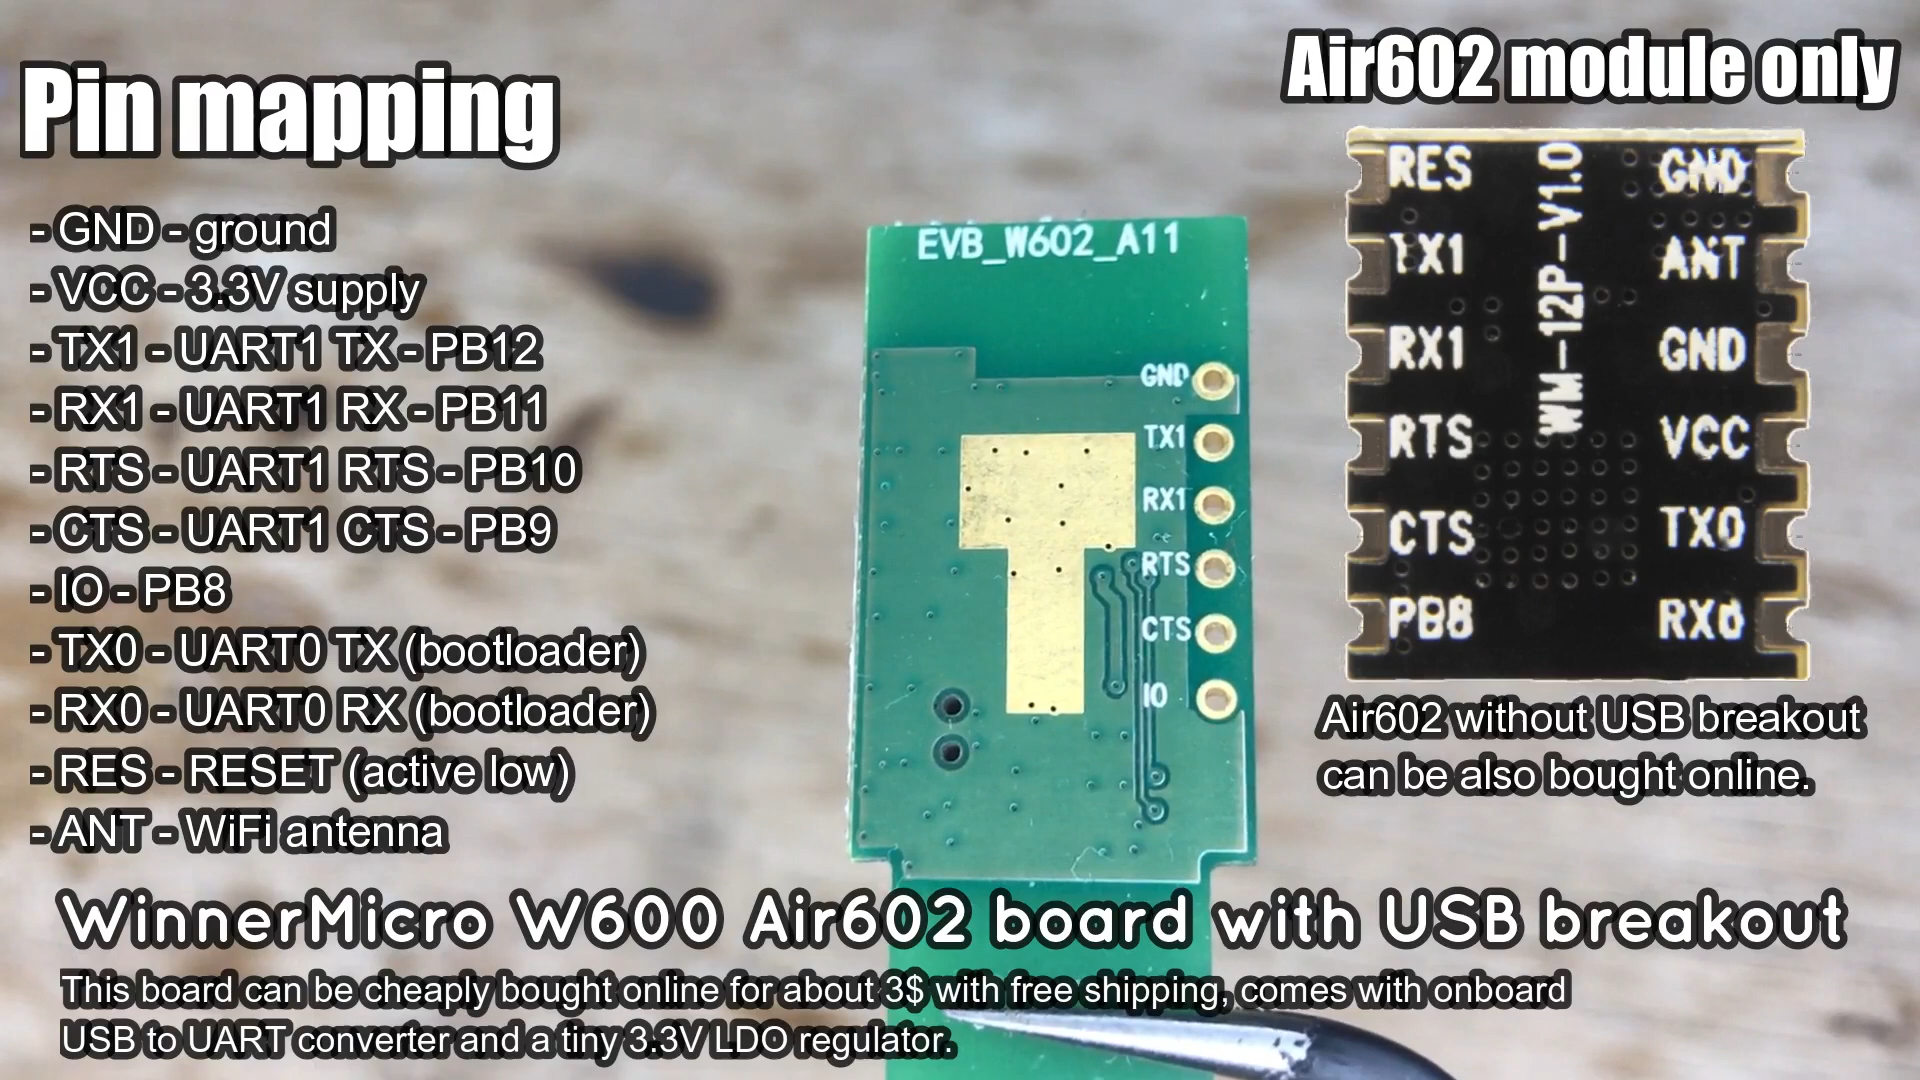 Pin mapping
- GND - ground
- VCC - 3.3V supply
- TX1 - UART1 TX - PB12
- RX1 - UART1 RX - PB11
- RTS - UART1 RTS - PB10
- CTS - UART1 CTS - PB9
- IO - PB8
- TX0 - UART0 TX (bootloader)
- RX0 - UART0 RX (bootloader)
- RES - RESET (active low)
- ANT - WiFi antenna
EVB_W602_A11
GND
TX1
RX1
RTS
CTS
IO
Air602 module only
RES
TX1
RX1
RTS
CTS
PB8
WM-12P-V1.0
GND
ANT
GND
VCC
TX0
RX0
Air602 without USB breakout
can be also bought online.
WinnerMicro W600 Air602 board with USB breakout
This board can be cheaply bought online for about 3$ with free shipping, comes with onboard
USB to UART converter and a tiny 3.3V LDO regulator.